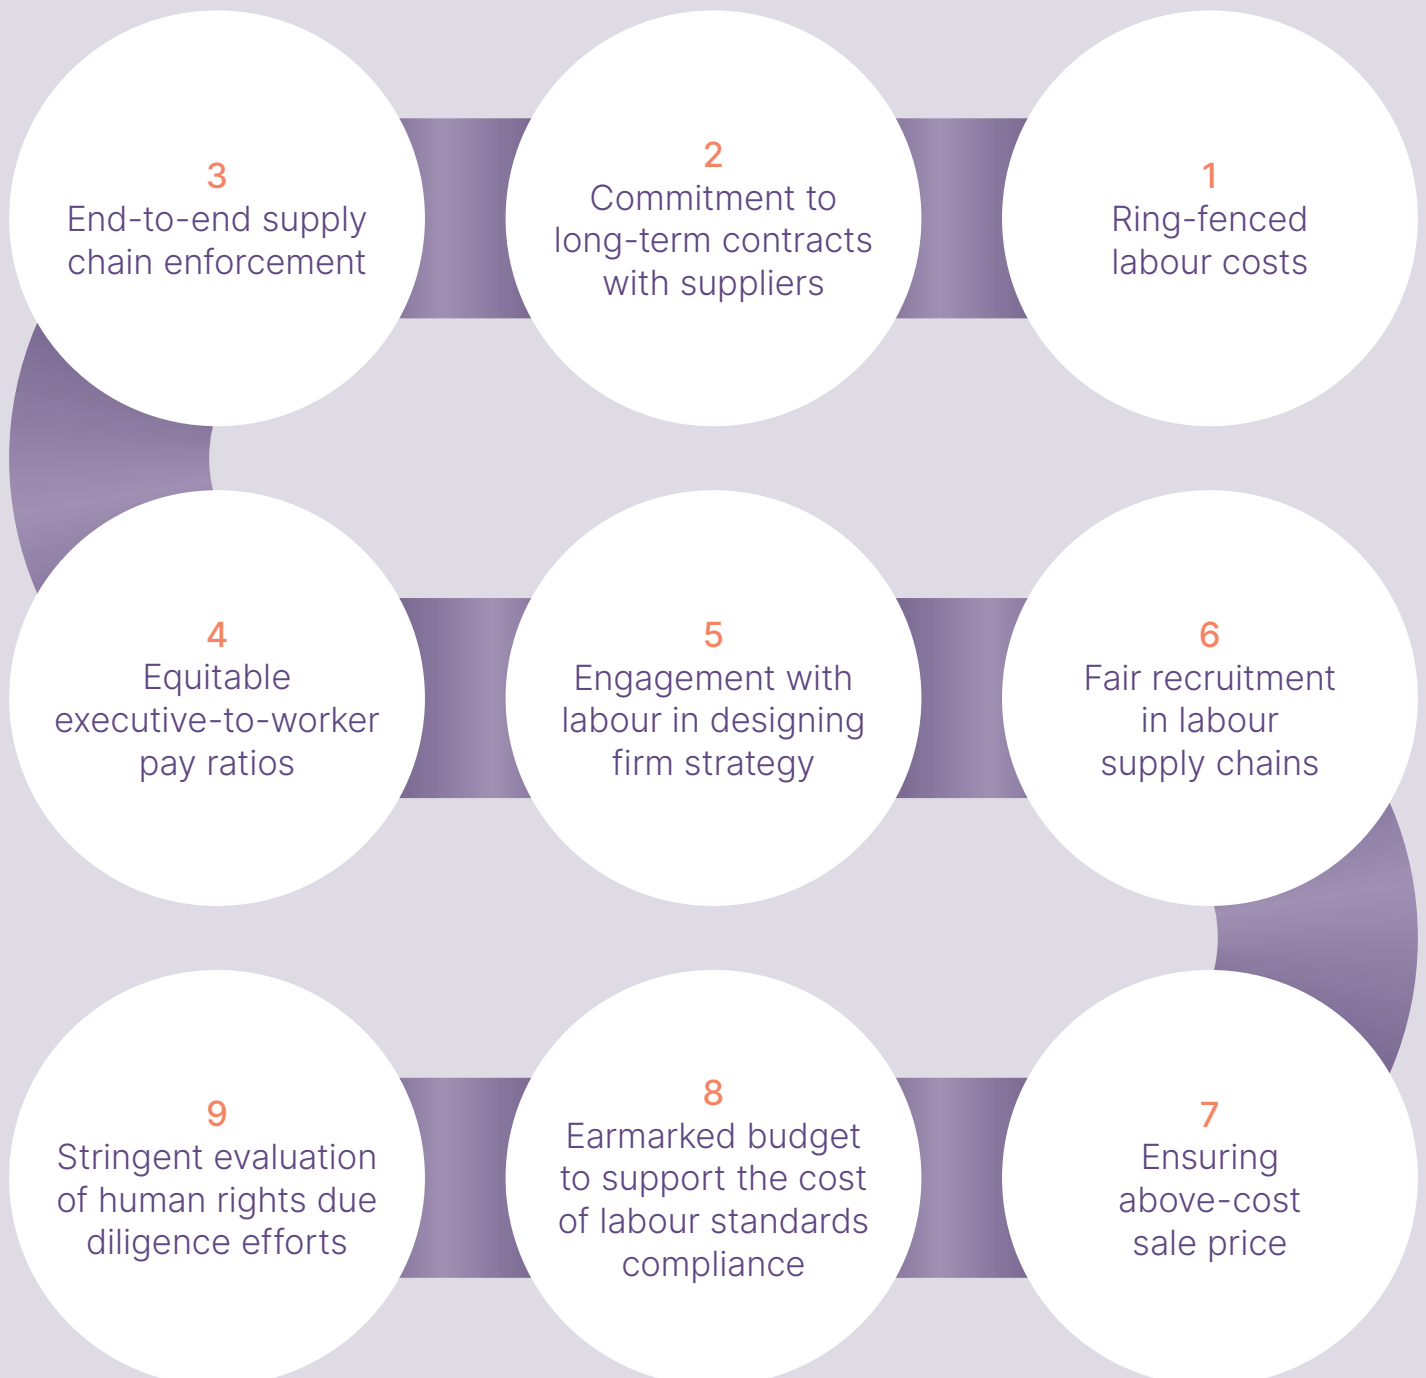 1
Ring-fenced
labour costs
2
Commitment to
long-term contracts
with suppliers
3
End-to-end supply
chain enforcement
4
Equitable
executive-to-worker
pay ratios
5
Engagement with
labour in designing
firm strategy
6
Fair recruitment
in labour
supply chains
7
Ensuring
above-cost
sale price
8
Earmarked budget
to support the cost
of labour standards
compliance
9
Stringent evaluation
of human rights due
diligence efforts